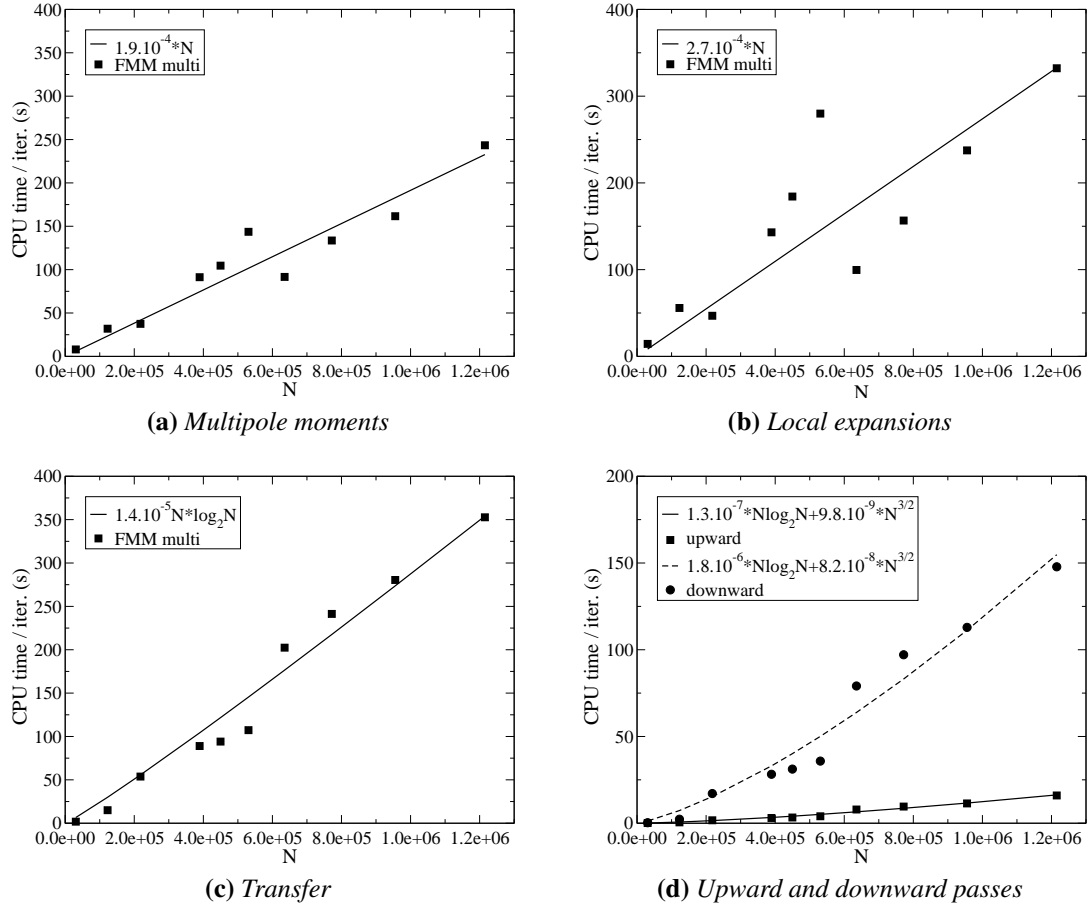 400
350
300
250
200
150
100
50
0
CPU time / iter. (s)
1.9.10^-4*N
FMM multi
0.0e+00 2.0e+05 4.0e+05 6.0e+05 8.0e+05 1.0e+06 1.2e+06
N
(a) Multipole moments
400
300
200
100
0
CPU time / iter. (s)
2.7.10^-4*N
FMM multi
0.0e+00 2.0e+05 4.0e+05 6.0e+05 8.0e+05 1.0e+06 1.2e+06
N
(b) Local expansions
400
350
300
250
200
150
100
50
0
CPU time / iter. (s)
1.4.10^-5N*log_2N
FMM multi
0.0e+00 2.0e+05 4.0e+05 6.0e+05 8.0e+05 1.0e+06 1.2e+06
N
(c) Transfer
200
150
100
50
0
CPU time / iter. (s)
1.3.10^-7*Nlog_2N+9.8.10^-9*N^3/2
upward
1.8.10^-6*Nlog_2N+8.2.10^-8*N^3/2
downward
0.0e+00 2.0e+05 4.0e+05 6.0e+05 8.0e+05 1.0e+06 1.2e+06
N
(d) Upward and downward passes